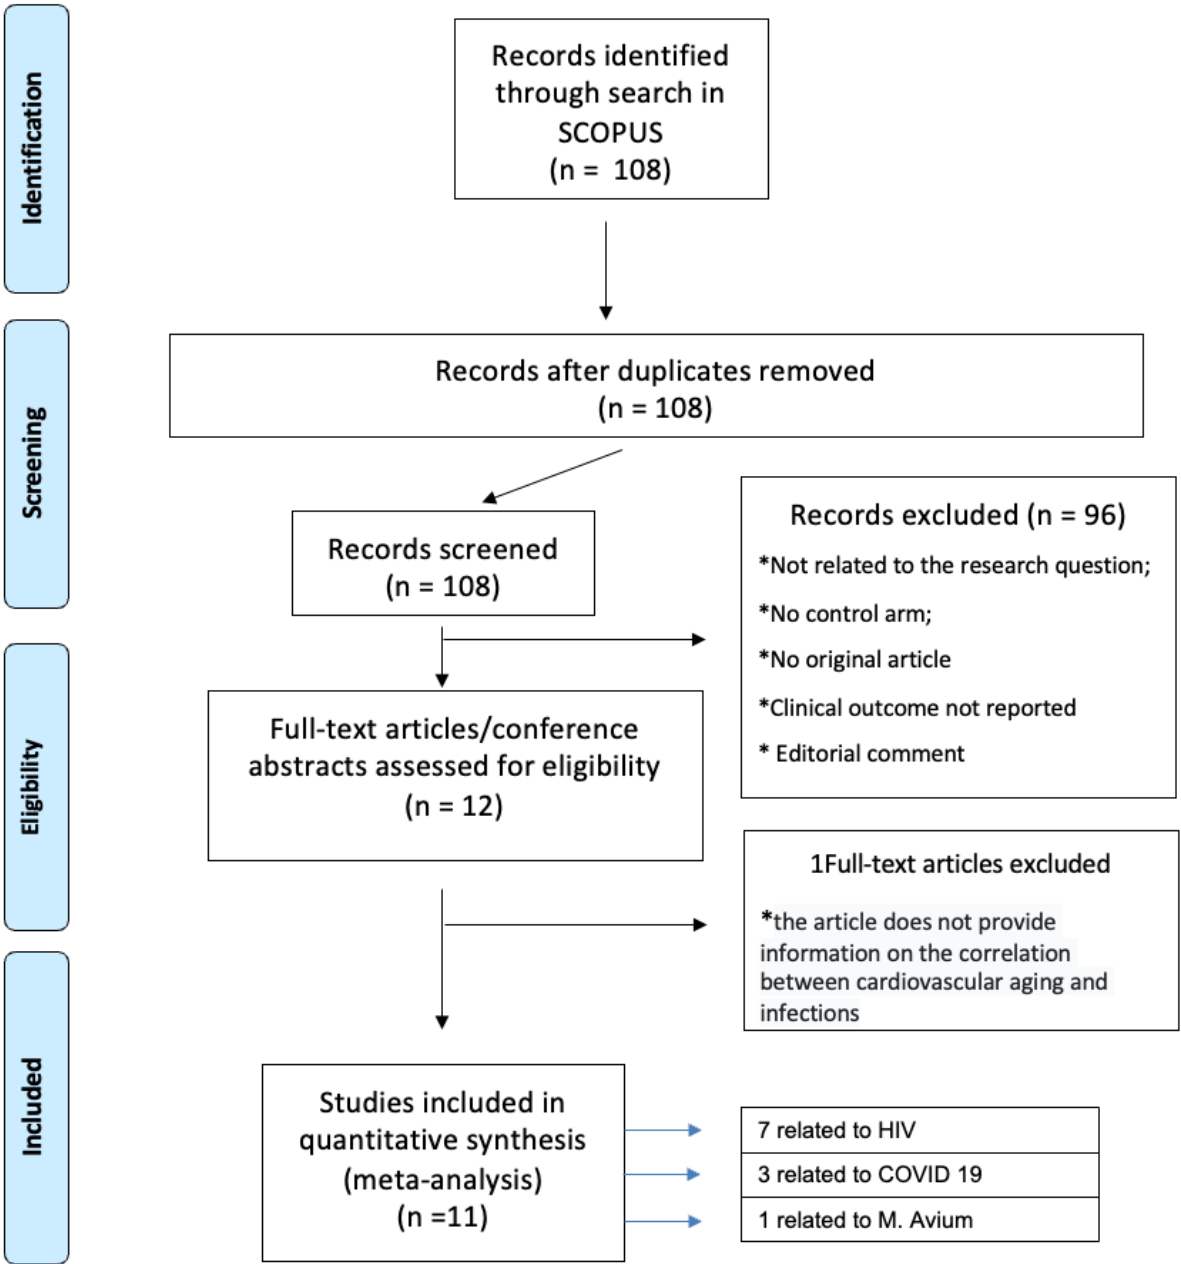 Identification
Records identified
through search in
SCOPUS
(n =  108)
Screening
Records after duplicates removed
(n = 108)
Records screened
(n = 108)
Records excluded (n = 96)
*Not related to the research question;
*No control arm;
*No original article
*Clinical outcome not reported
* Editorial comment
Eligibility
Full-text articles/conference
abstracts assessed for eligibility
(n = 12)
1Full-text articles excluded
*the article does not provide
information on the correlation
between cardiovascular aging and
infections
Included
Studies included in
quantitative synthesis
(meta-analysis)
(n =11)
7 related to HIV
3 related to COVID 19
1 related to M. Avium